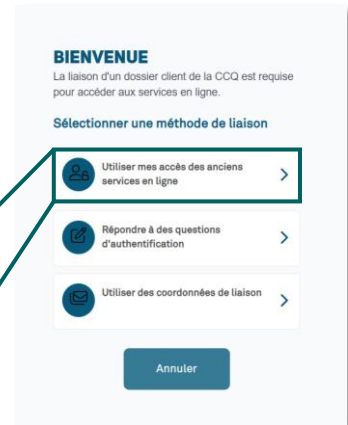 BIENVENUE
La liaison d'un dossier client de la CCQ est requise
pour accéder aux services en ligne.
Sélectionner une méthode de liaison
Utiliser mes accès des anciens
services en ligne
Répondre à des questions
d'authentification
Utiliser des coordonnées de liaison
Annuler